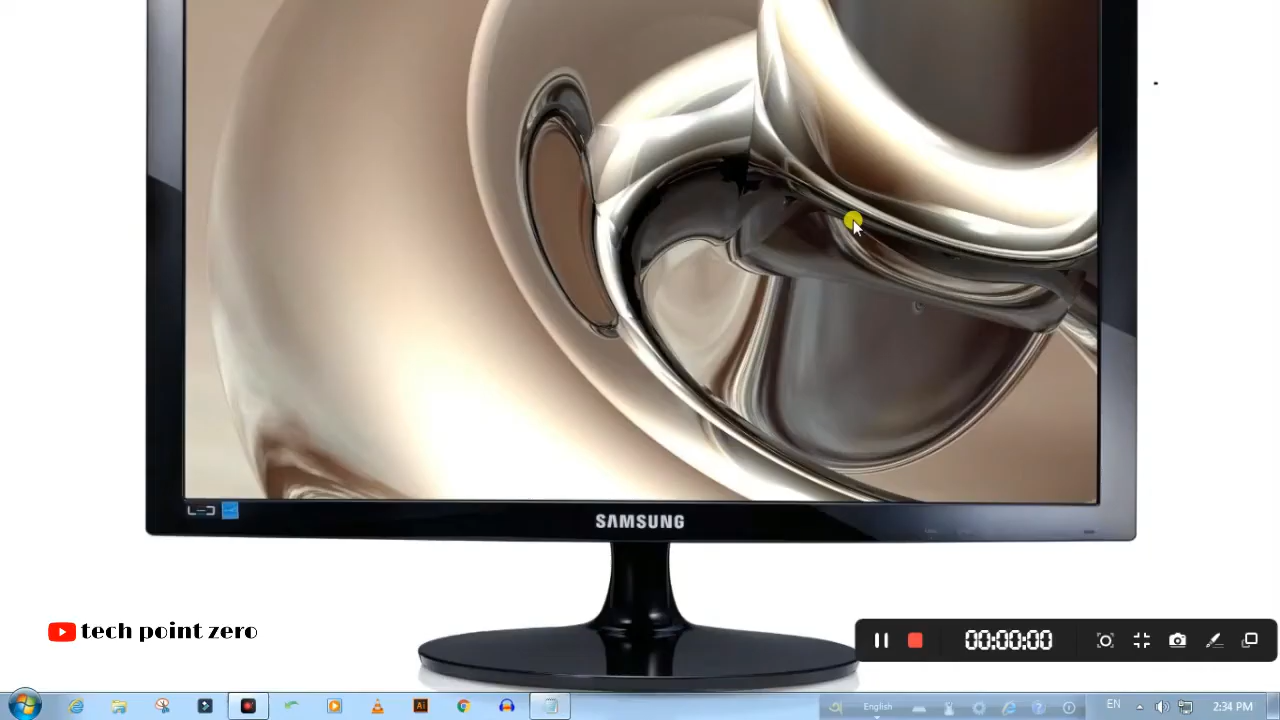 SAMSUNG
tech point zero
00:00:00
English
EN
2:34 PM